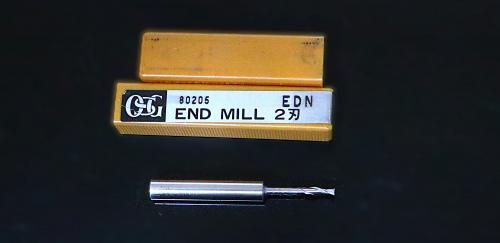 OSG 80205 EDN
END MILL 2刃